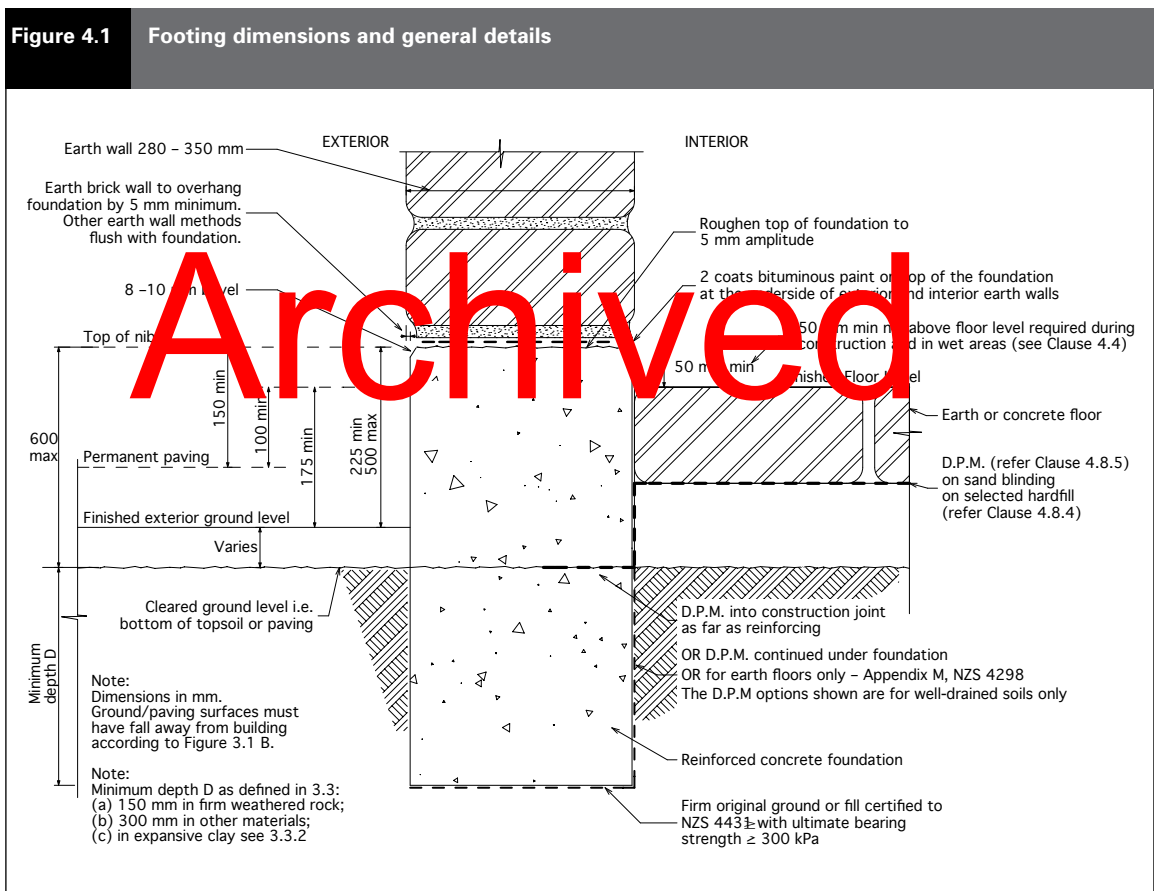 Figure 4.1
Footing dimensions and general details
EXTERIOR
INTERIOR
Earth wall 280 – 350 mm
Earth brick wall to overhang
foundation by 5 mm minimum.
Other earth wall methods
flush with foundation.
8 –10 mm bevel
Top of nib
Roughen top of foundation to
5 mm amplitude
2 coats bituminous paint on top of the foundation
at the underside of exterior and interior earth walls
50 mm min nib above floor level required during
construction and in wet areas (see Clause 4.4)
50 mm min
Finished Floor Level
Archived
150 min
100 min
175 min
225 min
500 max
600
max
Permanent paving
Finished exterior ground level
Varies
Earth or concrete floor
D.P.M. (refer Clause 4.8.5)
on sand blinding
on selected hardfill
(refer Clause 4.8.4)
Cleared ground level i.e.
bottom of topsoil or paving
Minimum
depth D
D.P.M. into construction joint
as far as reinforcing
OR D.P.M. continued under foundation
OR for earth floors only – Appendix M, NZS 4298
The D.P.M options shown are for well-drained soils only
Note:
Dimensions in mm.
Ground/paving surfaces must
have fall away from building
according to Figure 3.1 B.
Note:
Minimum depth D as defined in 3.3:
(a) 150 mm in firm weathered rock;
(b) 300 mm in other materials;
(c) in expansive clay see 3.3.2
Reinforced concrete foundation
Firm original ground or fill certified to
NZS 4431 with ultimate bearing
strength ≥ 300 kPa